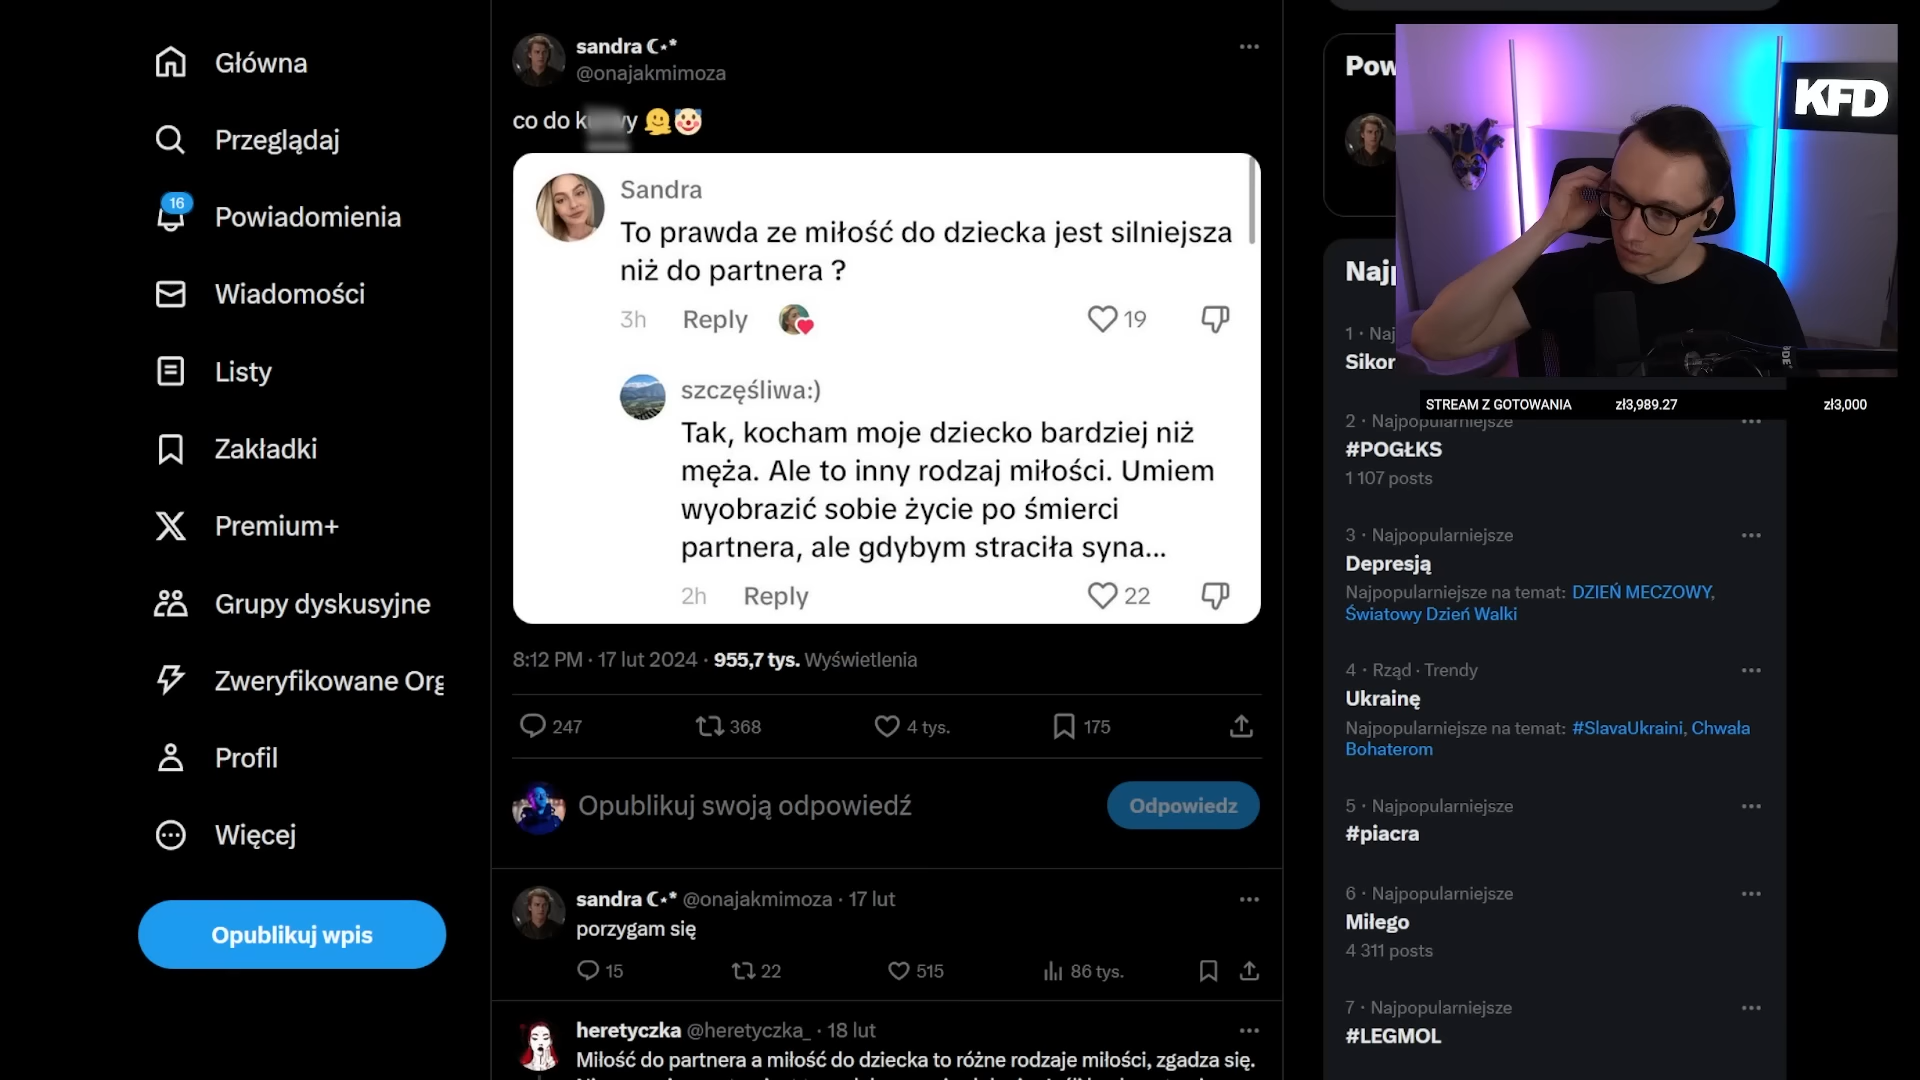 Główna
Przeglądaj
16
Powiadomienia
Wiadomości
Listy
Zakładki
Premium+
Grupy dyskusyjne
Zweryfikowane Org
Profil
Więcej
Opublikuj wpis
sandra
@onajakmimoza
co do
Sandra
To prawda ze miłość do dziecka jest silniejsza
niż do partnera ?
3h Reply 19
szczęśliwa:)
Tak, kocham moje dziecko bardziej niż
męża. Ale to inny rodzaj miłości. Umiem
wyobrazić sobie życie po śmierci
partnera, ale gdybym straciła syna...
2h Reply 22
8:12 PM · 17 lut 2024 · 955,7 tys. Wyświetlenia
247 368 4 tys. 175
Opublikuj swoją odpowiedź
Odpowiedz
sandra @onajakmimoza · 17 lut
porzygam się
15 22 515 86 tys.
heretyczka @heretyczka_ · 18 lut
Miłość do partnera a miłość do dziecka to różne rodzaje miłości, zgadza się.
KFD
STREAM Z GOTOWANIA zł3,989.27 zł3,000
2 · Najpopularniejsze
#POGŁKS
1 107 posts
3 · Najpopularniejsze
Depresją
Najpopularniejsze na temat: DZIEŃ MECZOWY,
Światowy Dzień Walki
4 · Rząd · Trendy
Ukrainę
Najpopularniejsze na temat: #SlavaUkraini, Chwała
Bohaterom
5 · Najpopularniejsze
#piacra
6 · Najpopularniejsze
Miłego
4 311 posts
7 · Najpopularniejsze
#LEGMOL